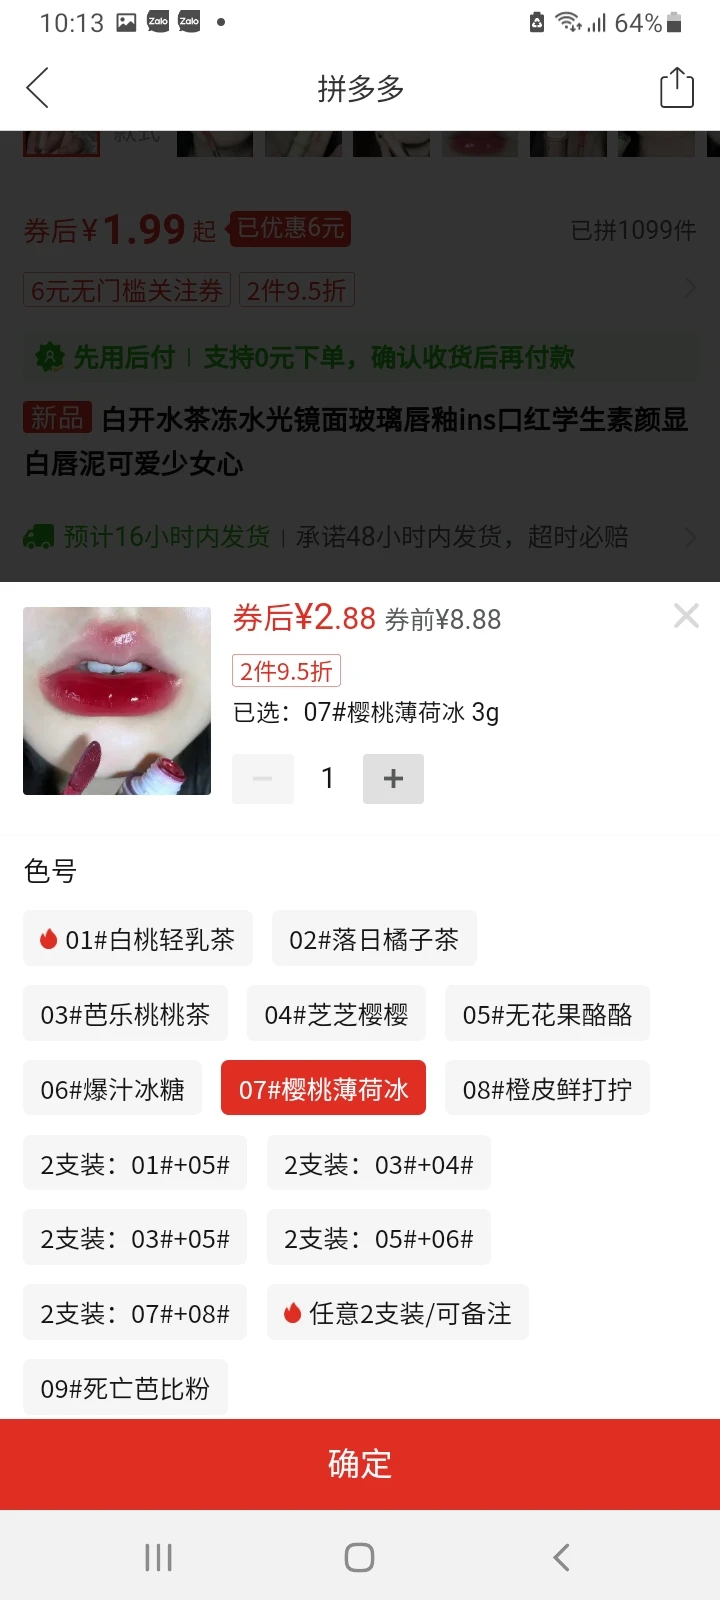 10:13 Zalo Zalo 64%
拼多多
款式
券后¥1.99起 已优惠6元 已拼1099件
6元无门槛关注券 2件9.5折
先用后付 | 支持0元下单，确认收货后再付款
新品 白开水茶冻水光镜面玻璃唇釉ins口红学生素颜显
白唇泥可爱少女心
预计16小时内发货 | 承诺48小时内发货，超时必赔
券后¥2.88 券前¥8.88
2件9.5折
已选：07#樱桃薄荷冰 3g
1
色号
01#白桃轻乳茶 02#落日橘子茶
03#芭乐桃桃茶 04#芝芝樱樱 05#无花果酪酪
06#爆汁冰糖 07#樱桃薄荷冰 08#橙皮鲜打拧
2支装：01#+05# 2支装：03#+04#
2支装：03#+05# 2支装：05#+06#
2支装：07#+08# 任意2支装/可备注
09#死亡芭比粉
确定